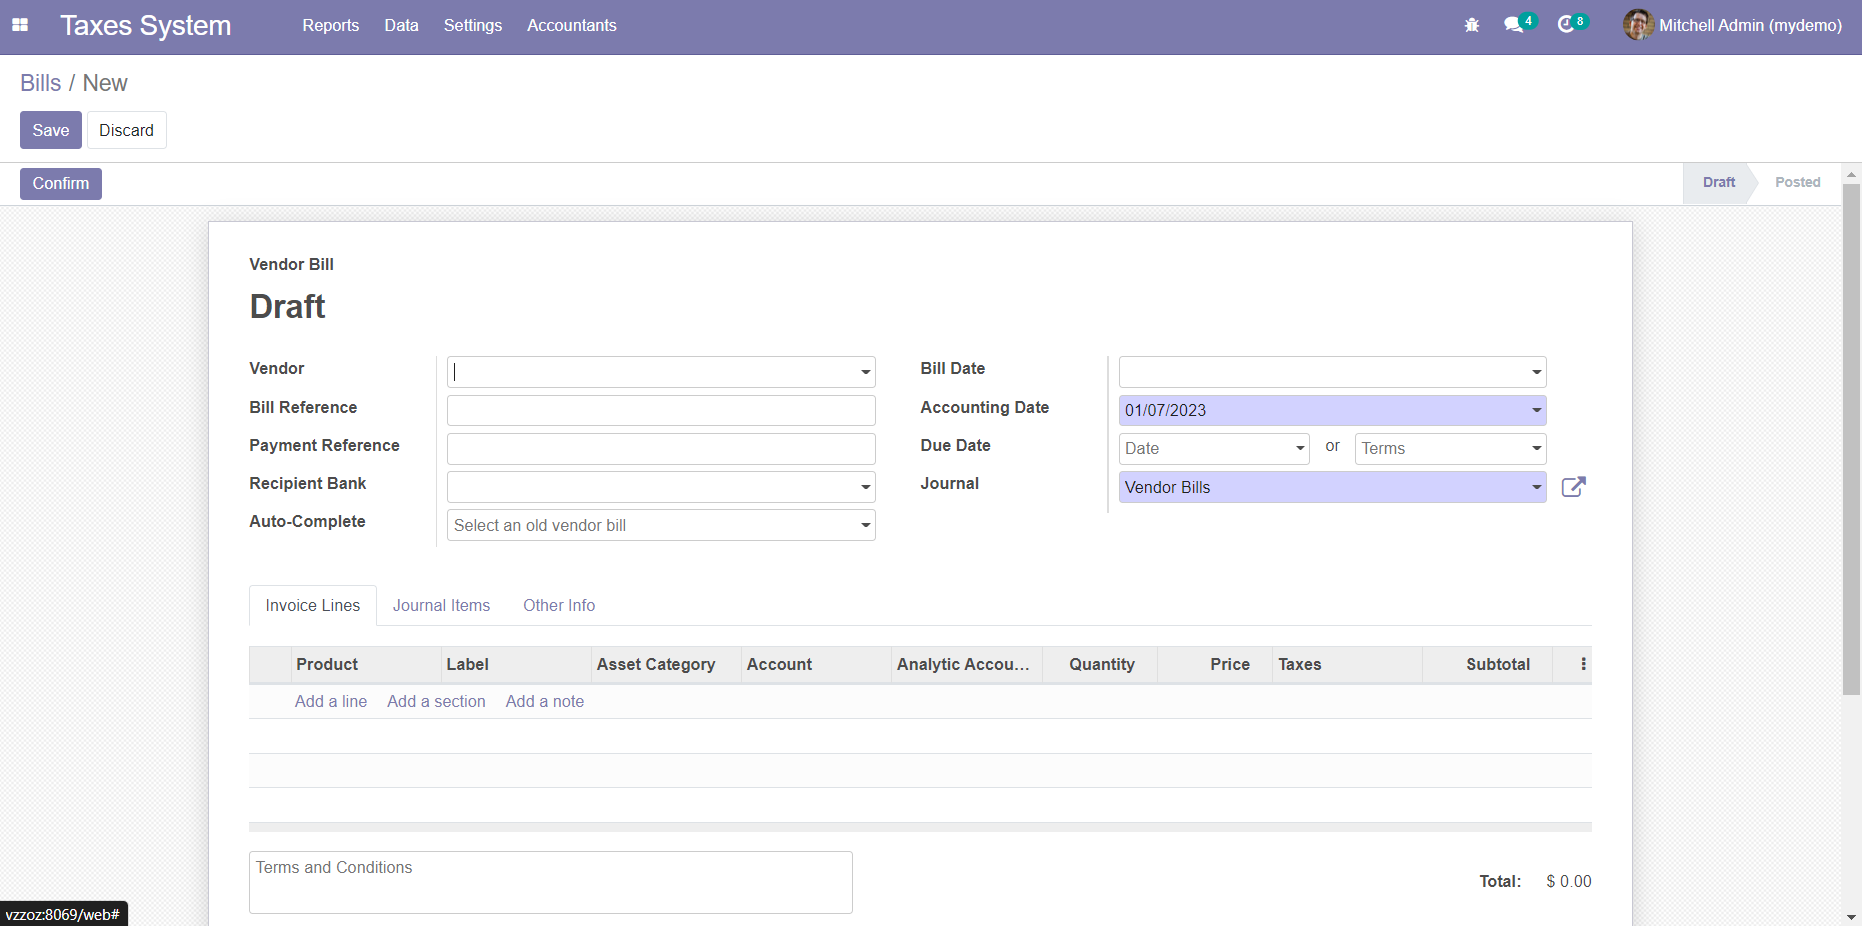 Taxes System Reports Data Settings Accountants 4 8 Mitchell Admin (mydemo)
Bills / New
Save Discard
Confirm Draft Posted
Vendor Bill
Draft
Vendor Bill Date
Bill Reference Accounting Date 01/07/2023
Payment Reference Due Date Date or Terms
Recipient Bank Journal Vendor Bills
Auto-Complete Select an old vendor bill
Invoice Lines Journal Items Other Info
Product Label Asset Category Account Analytic Accou... Quantity Price Taxes Subtotal
Add a line Add a section Add a note
Terms and Conditions
Total: $ 0.00
vzzoz:8069/web#